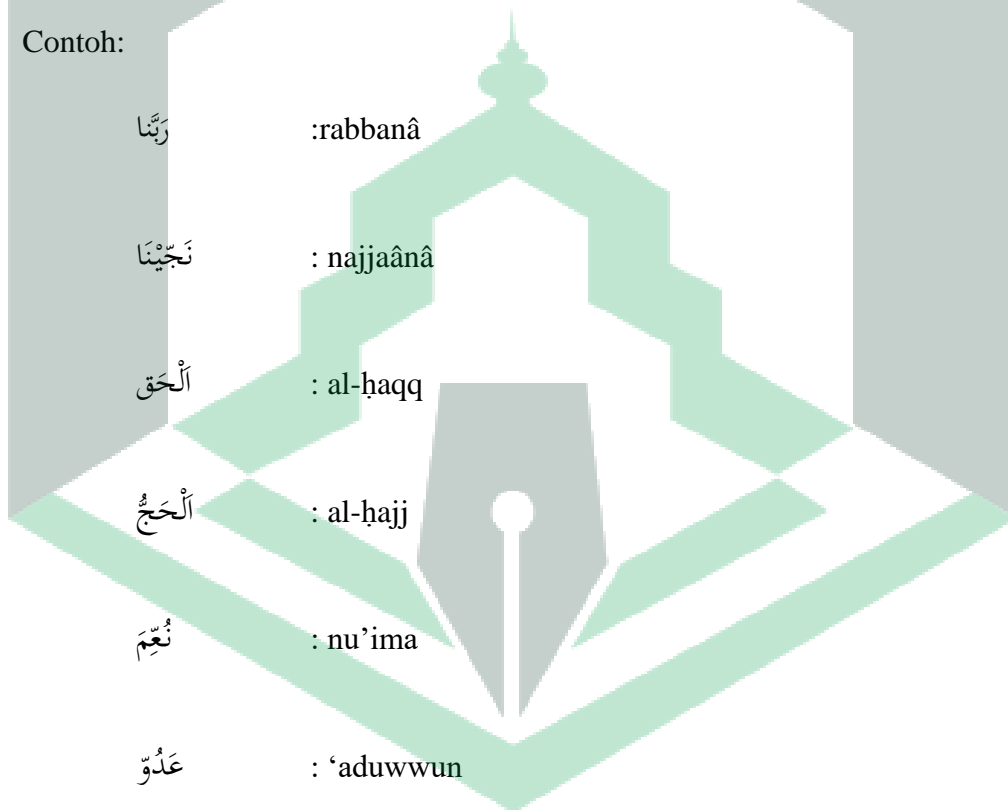 Contoh:
رَبَّنا :rabbanâ
نَجّيْنَا : najjaânâ
اَلْحَق : al-ḥaqq
اَلْحَجُّ : al-ḥajj
نُعِّمَ : nu’ima
عَدُوّ : ‘aduwwun